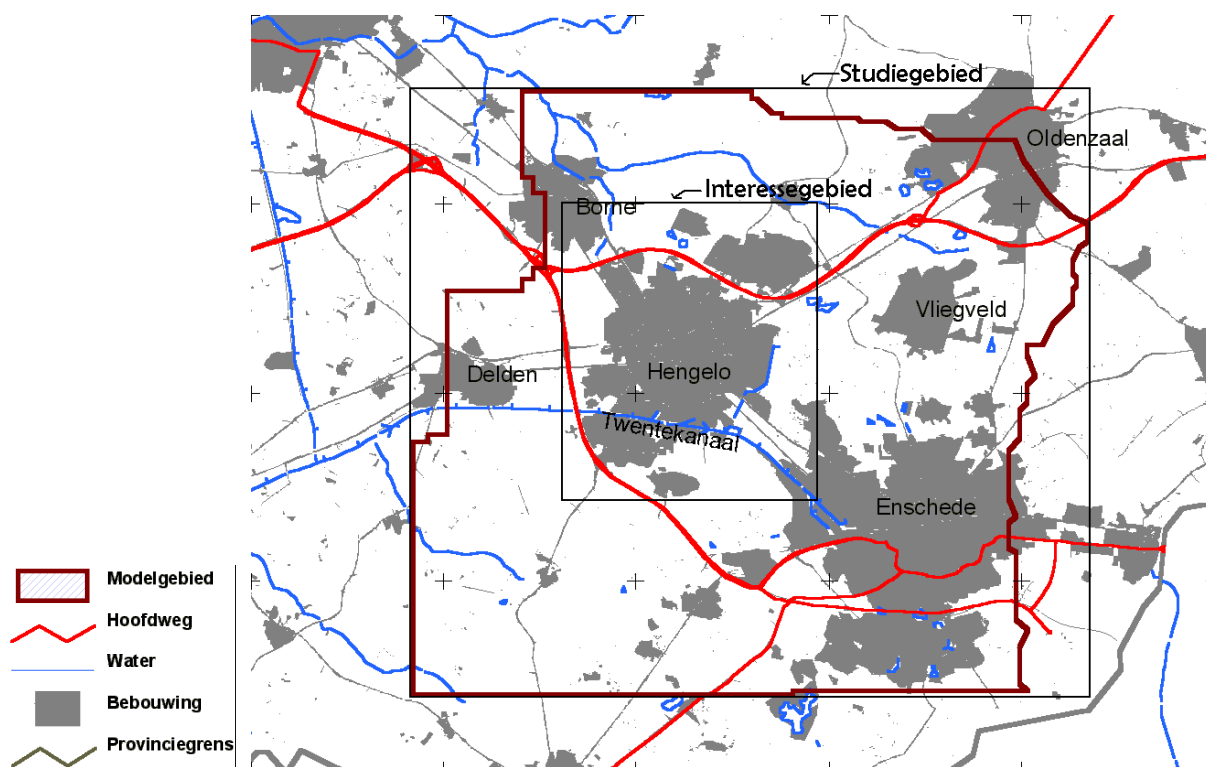 Studiegebied
Oldenzaal
Interessegebied
Borne
Vliegveld
Delden
Hengelo
Twentekanaal
Enschede
Modelgebied
Hoofdweg
Water
Bebouwing
Provinciegrens